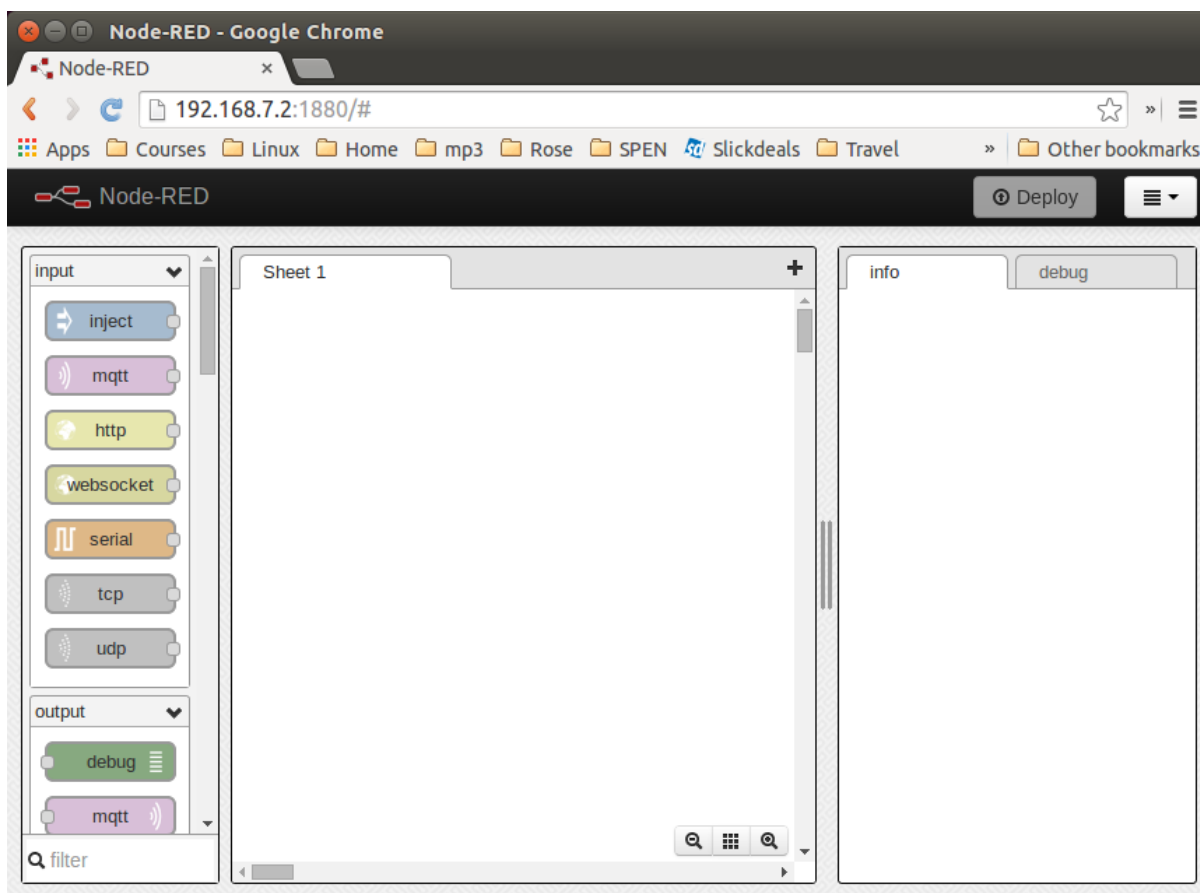 Node-RED - Google Chrome
Node-RED
192.168.7.2:1880/#
Apps Courses Linux Home mp3 Rose SPEN Slickdeals Travel » Other bookmarks
Node-RED Deploy
input
inject
mqtt
http
websocket
serial
tcp
udp
output
debug
mqtt
filter
Sheet 1
info debug